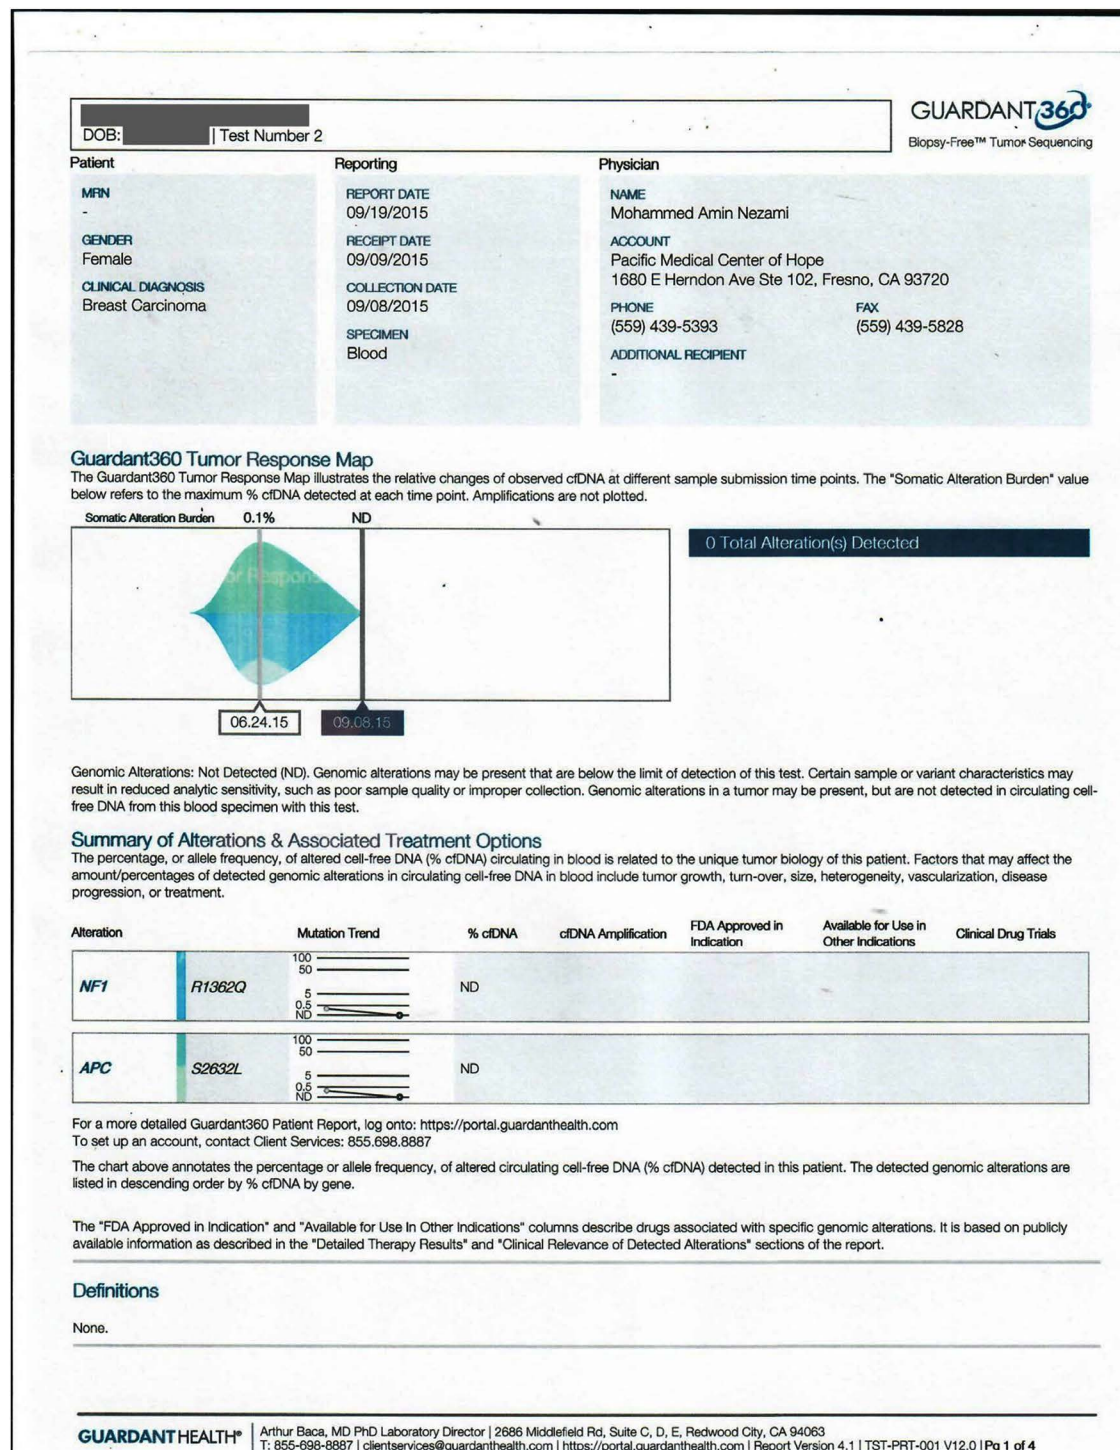 GUARDANT360
Biopsy-Free™ Tumor Sequencing
DOB: | Test Number 2
Patient
MRN
-
GENDER
Female
CLINICAL DIAGNOSIS
Breast Carcinoma
Reporting
REPORT DATE
09/19/2015
RECEIPT DATE
09/09/2015
COLLECTION DATE
09/08/2015
SPECIMEN
Blood
Physician
NAME
Mohammed Amin Nezami
ACCOUNT
Pacific Medical Center of Hope
1680 E Herndon Ave Ste 102, Fresno, CA 93720
PHONE FAX
(559) 439-5393 (559) 439-5828
ADDITIONAL RECIPIENT
-
Guardant360 Tumor Response Map
The Guardant360 Tumor Response Map illustrates the relative changes of observed cfDNA at different sample submission time points. The "Somatic Alteration Burden" value
below refers to the maximum % cfDNA detected at each time point. Amplifications are not plotted.
Somatic Alteration Burden 0.1% ND
0 Total Alteration(s) Detected
or Response
06.24.15 09.08.15
Genomic Alterations: Not Detected (ND). Genomic alterations may be present that are below the limit of detection of this test. Certain sample or variant characteristics may
result in reduced analytic sensitivity, such as poor sample quality or improper collection. Genomic alterations in a tumor may be present, but are not detected in circulating cell-
free DNA from this blood specimen with this test.
Summary of Alterations & Associated Treatment Options
The percentage, or allele frequency, of altered cell-free DNA (% cfDNA) circulating in blood is related to the unique tumor biology of this patient. Factors that may affect the
amount/percentages of detected genomic alterations in circulating cell-free DNA in blood include tumor growth, turn-over, size, heterogeneity, vascularization, disease
progression, or treatment.
Alteration Mutation Trend % cfDNA cfDNA Amplification FDA Approved in Indication Available for Use in Other Indications Clinical Drug Trials
100
50
NF1 R1362Q ND
5
0.5
ND
100
50
APC S2632L ND
5
0.5
ND
For a more detailed Guardant360 Patient Report, log onto: https://portal.guardanthealth.com
To set up an account, contact Client Services: 855.698.8887
The chart above annotates the percentage or allele frequency, of altered circulating cell-free DNA (% cfDNA) detected in this patient. The detected genomic alterations are
listed in descending order by % cfDNA by gene.
The "FDA Approved in Indication" and "Available for Use In Other Indications" columns describe drugs associated with specific genomic alterations. It is based on publicly
available information as described in the "Detailed Therapy Results" and "Clinical Relevance of Detected Alterations" sections of the report.
Definitions
None.
GUARDANT HEALTH®
Arthur Baca, MD PhD Laboratory Director | 2686 Middlefield Rd, Suite C, D, E, Redwood City, CA 94063
T: 855-698-8887 | clientservices@guardanthealth.com | https://portal.guardanthealth.com | Report Version 4.1 | TST-PRT-001 V12.0 | Pg 1 of 4